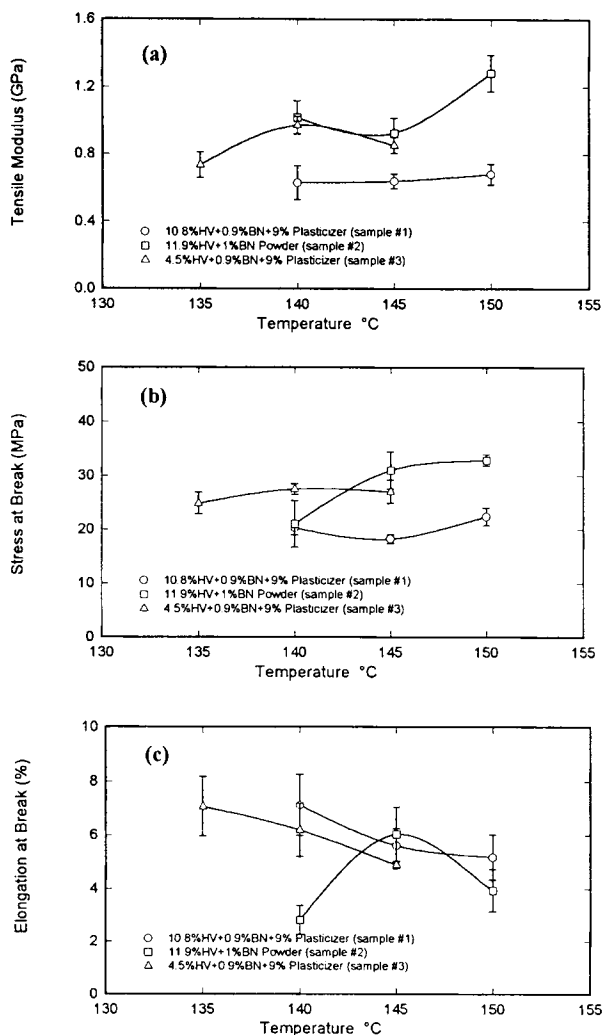 (a)
Tensile Modulus (GPa)
1.6
1.2
0.8
0.4
0.0
10.8%HV+0.9%BN+9% Plasticizer (sample #1)
11.9%HV+1%BN Powder (sample #2)
4.5%HV+0.9%BN+9% Plasticizer (sample #3)
130 135 140 145 150 155
Temperature °C
(b)
Stress at Break (MPa)
50
40
30
20
10
0
10.8%HV+0.9%BN+9% Plasticizer (sample #1)
11.9%HV+1%BN Powder (sample #2)
4.5%HV+0.9%BN+9% Plasticizer (sample #3)
130 135 140 145 150 155
Temperature °C
(c)
Elongation at Break (%)
10
8
6
4
2
0
10.8%HV+0.9%BN+9% Plasticizer (sample #1)
11.9%HV+1%BN Powder (sample #2)
4.5%HV+0.9%BN+9% Plasticizer (sample #3)
130 135 140 145 150 155
Temperature °C